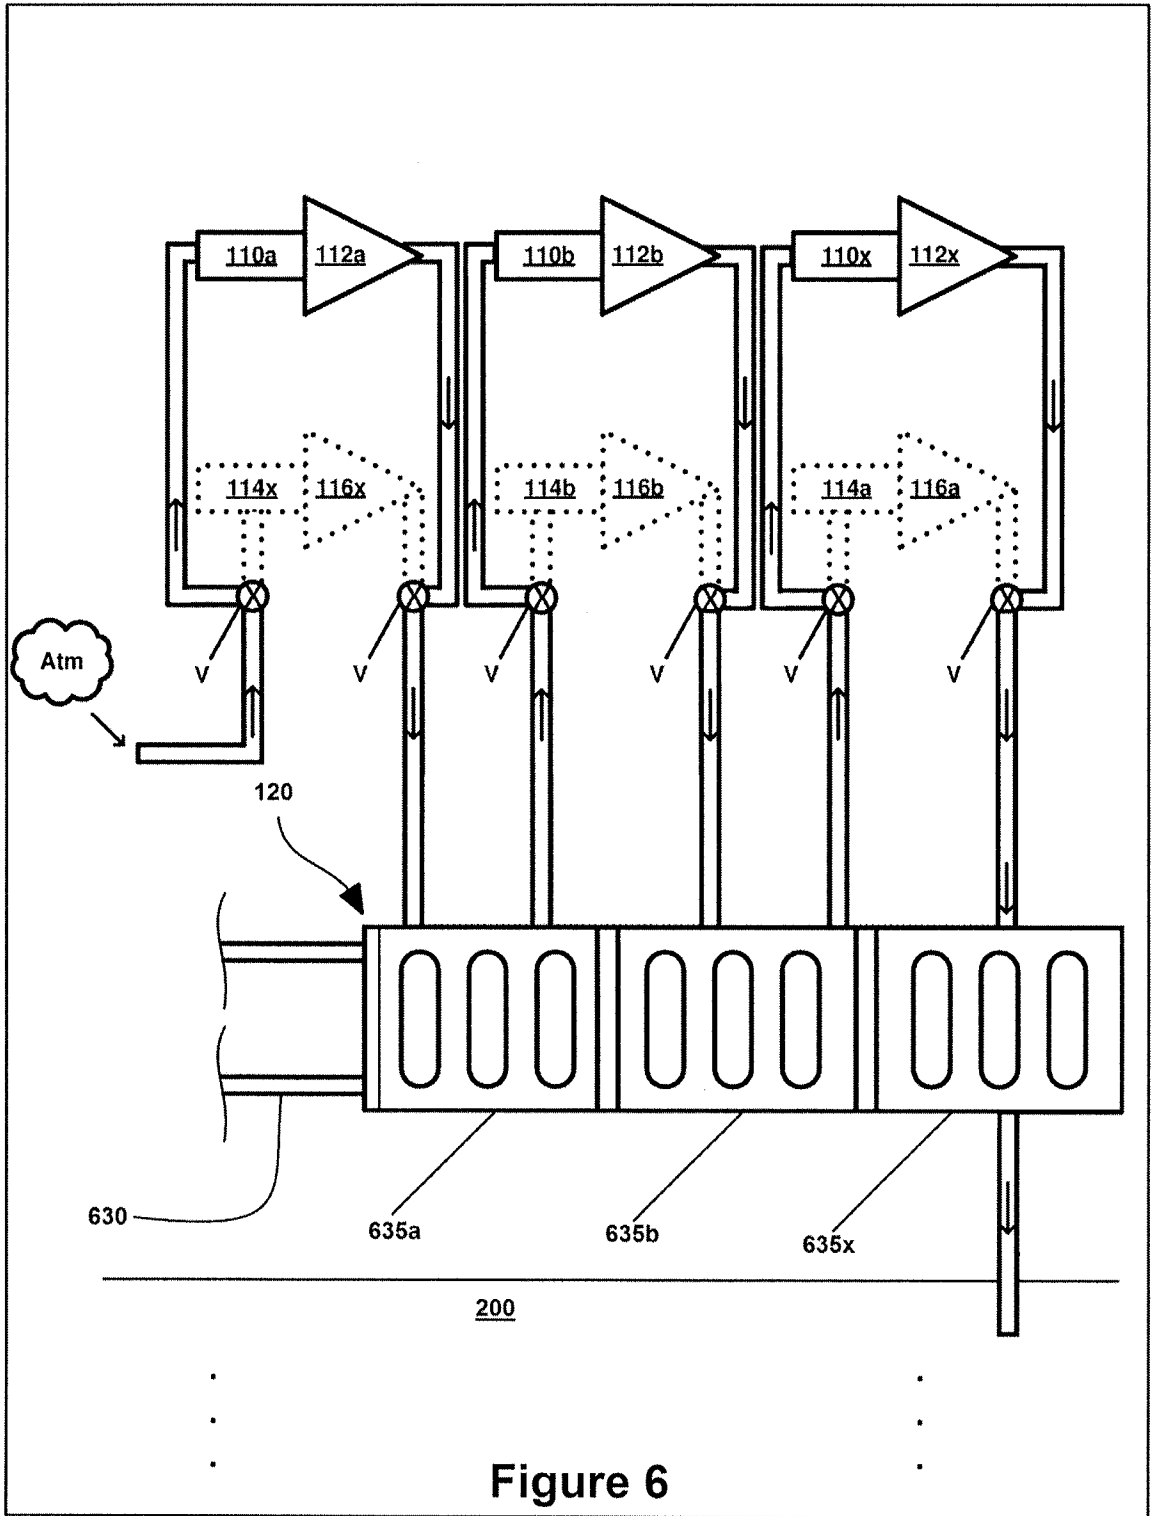 110a 112a 110b 112b 110x 112x
114x 116x 114b 116b 114a 116a
V V V V V V
Atm
120
630 635a 635b 635x
200
Figure 6